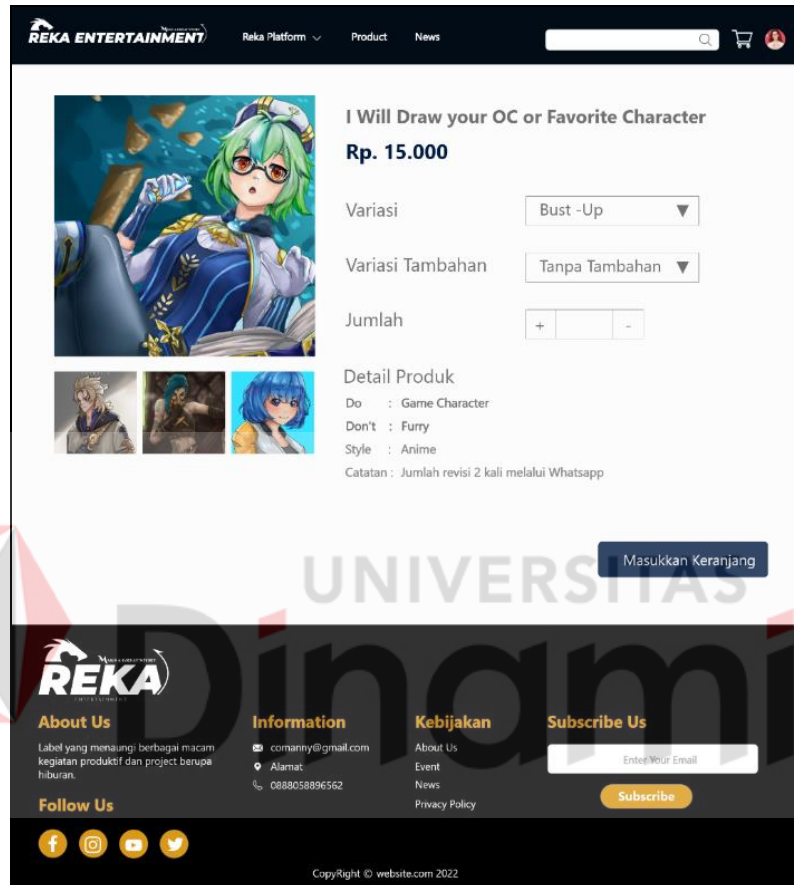 REKA ENTERTAINMENT
Reka Platform
Product
News
I Will Draw your OC or Favorite Character
Rp. 15.000
Variasi
Bust -Up
Variasi Tambahan
Tanpa Tambahan
Jumlah
+ -
Detail Produk
Do : Game Character
Don't : Furry
Style : Anime
Catatan : Jumlah revisi 2 kali melalui Whatsapp
Masukkan Keranjang
UNIVERSITAS
Dinami
REKA
ENTERTAINMENT
About Us
Label yang menaungi berbagai macam
kegiatan produktif dan project berupa
hiburan.
Follow Us
Information
comanny@gmail.com
Alamat
0888058896562
Kebijakan
About Us
Event
News
Privacy Policy
Subscribe Us
Enter Your Email
Subscribe
CopyRight © website.com 2022